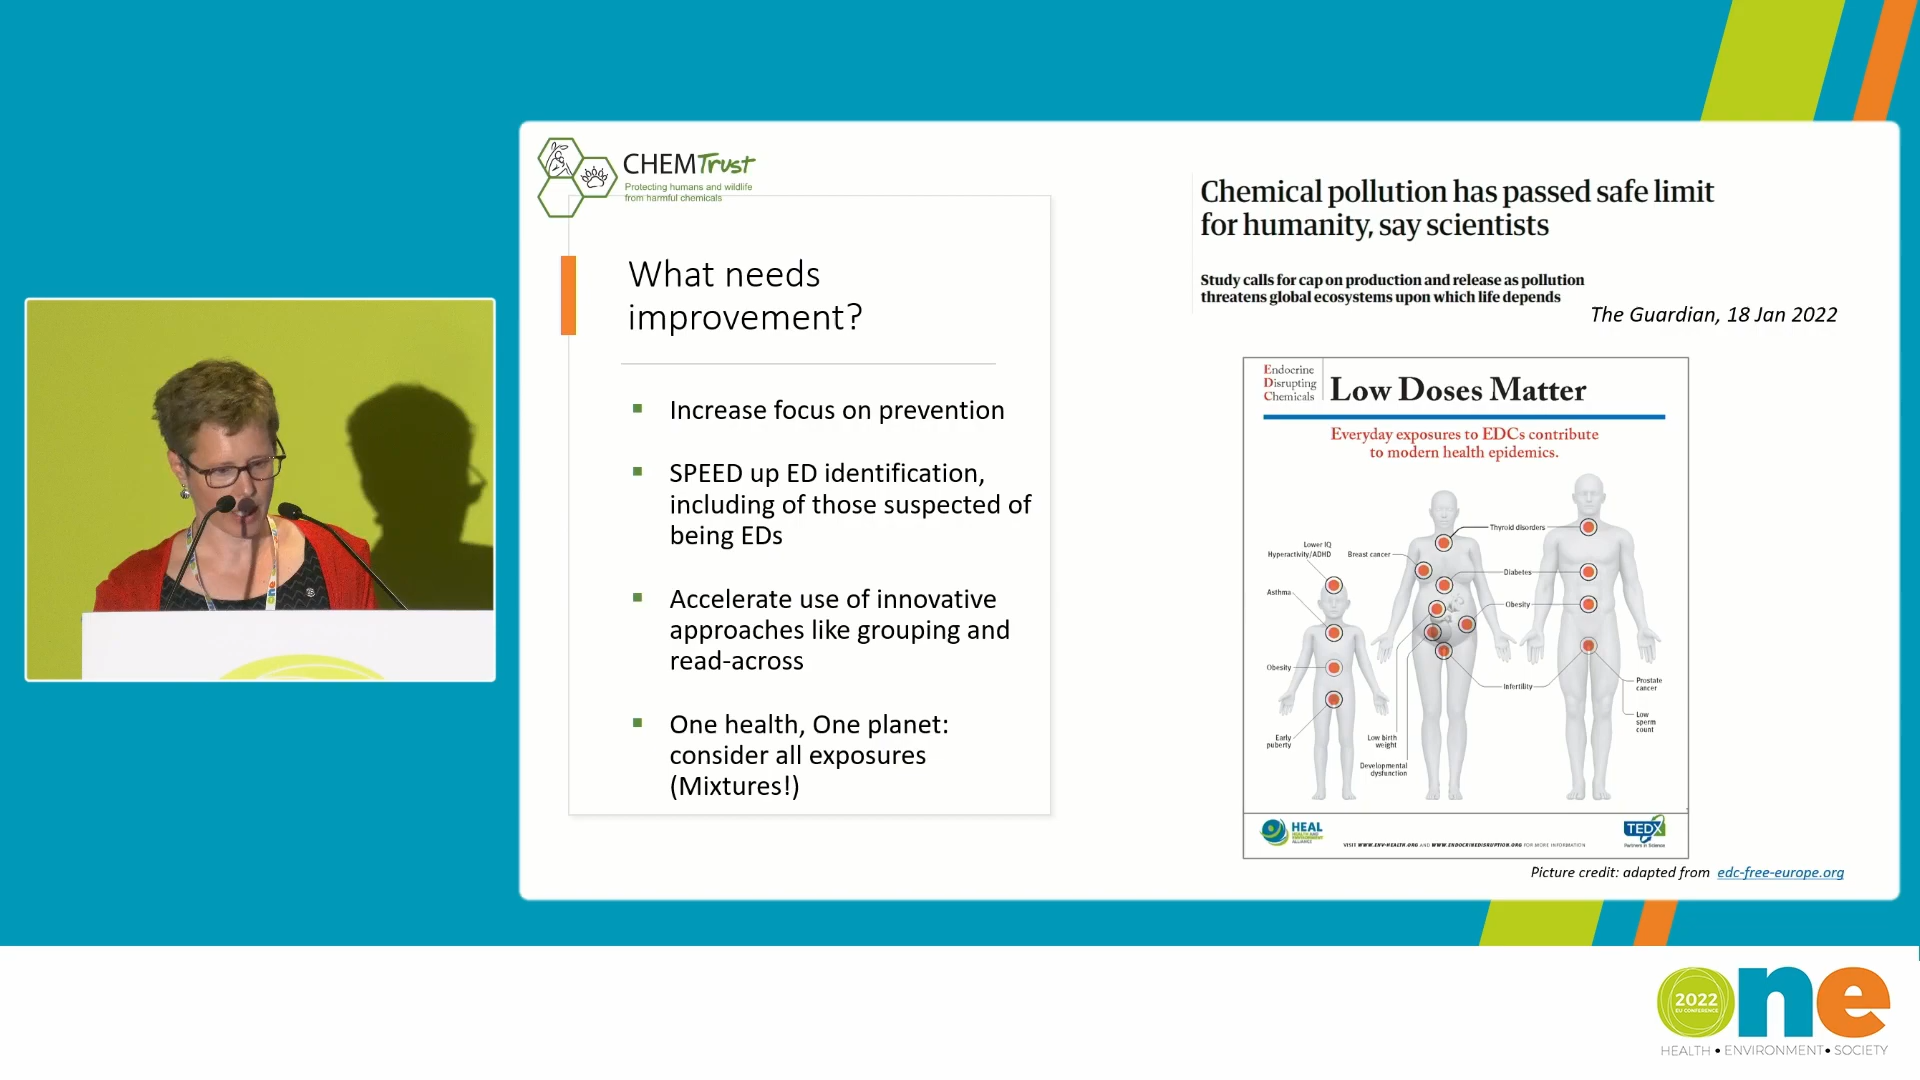 CHEMTrust
Protecting humans and wildlife
from harmful chemicals
What needs
improvement?
Increase focus on prevention
SPEED up ED identification,
including of those suspected of
being EDs
Accelerate use of innovative
approaches like grouping and
read-across
One health, One planet:
consider all exposures
(Mixtures!)
Chemical pollution has passed safe limit
for humanity, say scientists
Study calls for cap on production and release as pollution
threatens global ecosystems upon which life depends
The Guardian, 18 Jan 2022
Endocrine
Disrupting
Chemicals
Low Doses Matter
Everyday exposures to EDCs contribute
to modern health epidemics.
Thyroid disorders
Lower IQ
Hyperactivity/ADHD
Breast cancer
Diabetes
Asthma
Obesity
Obesity
Infertility
Prostate
cancer
Low
sperm
count
Early
puberty
Low birth
weight
Developmental
dysfunction
HEAL
HEALTH AND
ENVIRONMENT
ALLIANCE
VISIT WWW.ENV-HEALTH.ORG AND WWW.ENDOCRINEDISRUPTION.ORG FOR MORE INFORMATION
TEDX
Partners in Science
Picture credit: adapted from edc-free-europe.org
2022
EU CONFERENCE
one
HEALTH • ENVIRONMENT • SOCIETY